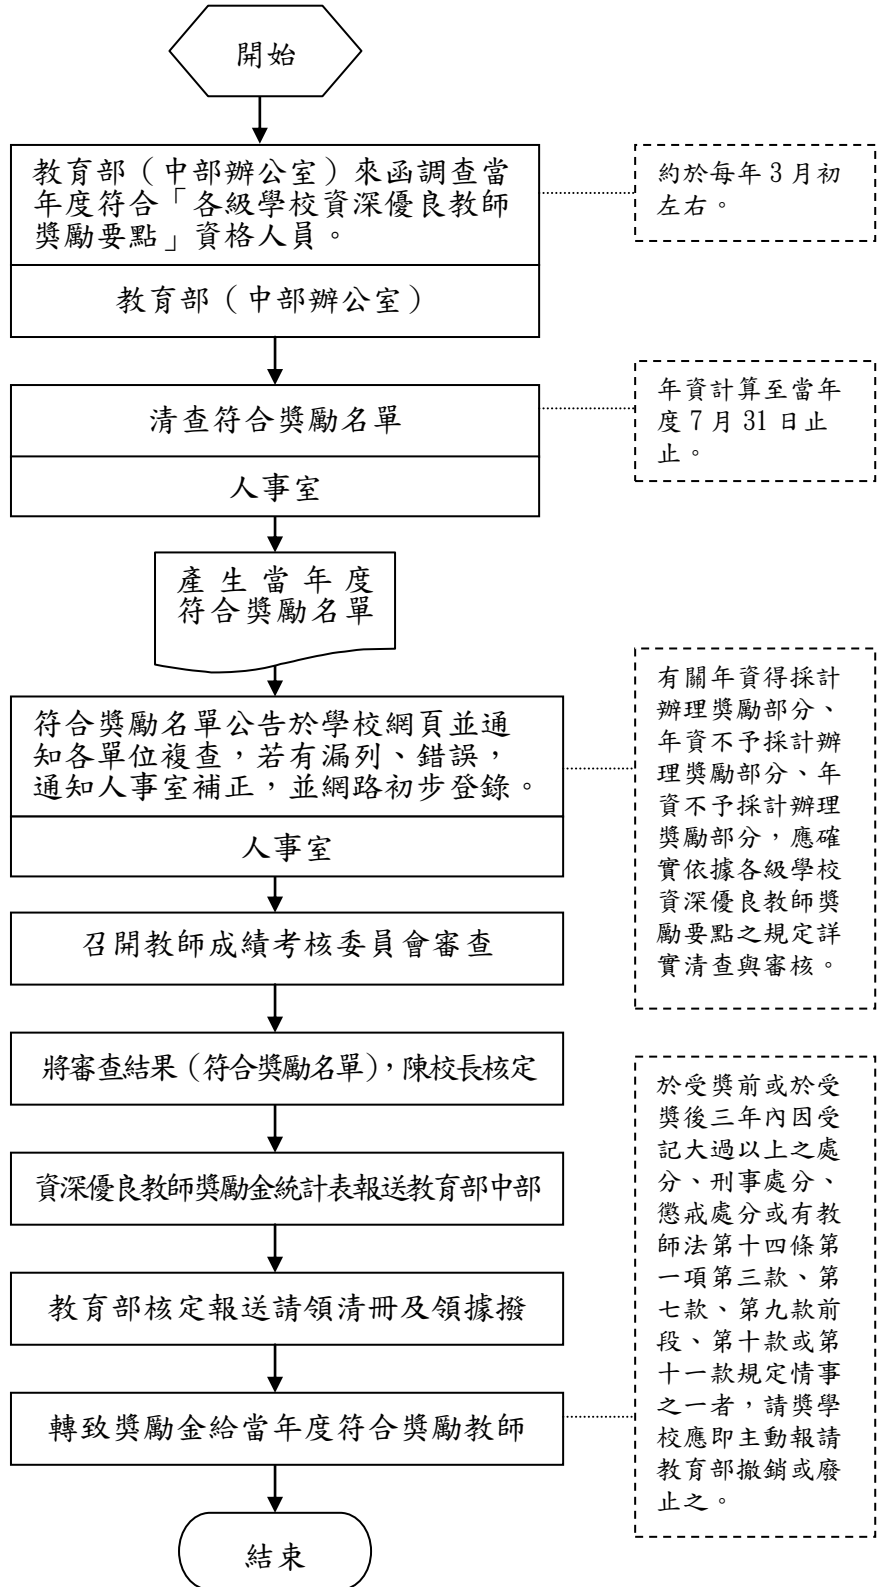 開始
教育部（中部辦公室）來函調查當
年度符合「各級學校資深優良教師
獎勵要點」資格人員。
教育部（中部辦公室）
約於每年 3 月初
左右。
清查符合獎勵名單
人事室
年資計算至當年
度 7 月 31 日止
止。
產生當年度
符合獎勵名單
符合獎勵名單公告於學校網頁並通
知各單位複查，若有漏列、錯誤，
通知人事室補正，並網路初步登錄。
人事室
有關年資得採計
辦理獎勵部分、
年資不予採計辦
理獎勵部分、年
資不予採計辦理
獎勵部分，應確
實依據各級學校
資深優良教師獎
勵要點之規定詳
實清查與審核。
召開教師成績考核委員會審查
將審查結果（符合獎勵名單），陳校長核定
資深優良教師獎勵金統計表報送教育部中部
教育部核定報送請領清冊及領據撥
轉致獎勵金給當年度符合獎勵教師
於受獎前或於受
獎後三年內因受
記大過以上之處
分、刑事處分、
懲戒處分或有教
師法第十四條第
一項第三款、第
七款、第九款前
段、第十款或第
十一款規定情事
之一者，請獎學
校應即主動報請
教育部撤銷或廢
止之。
結束